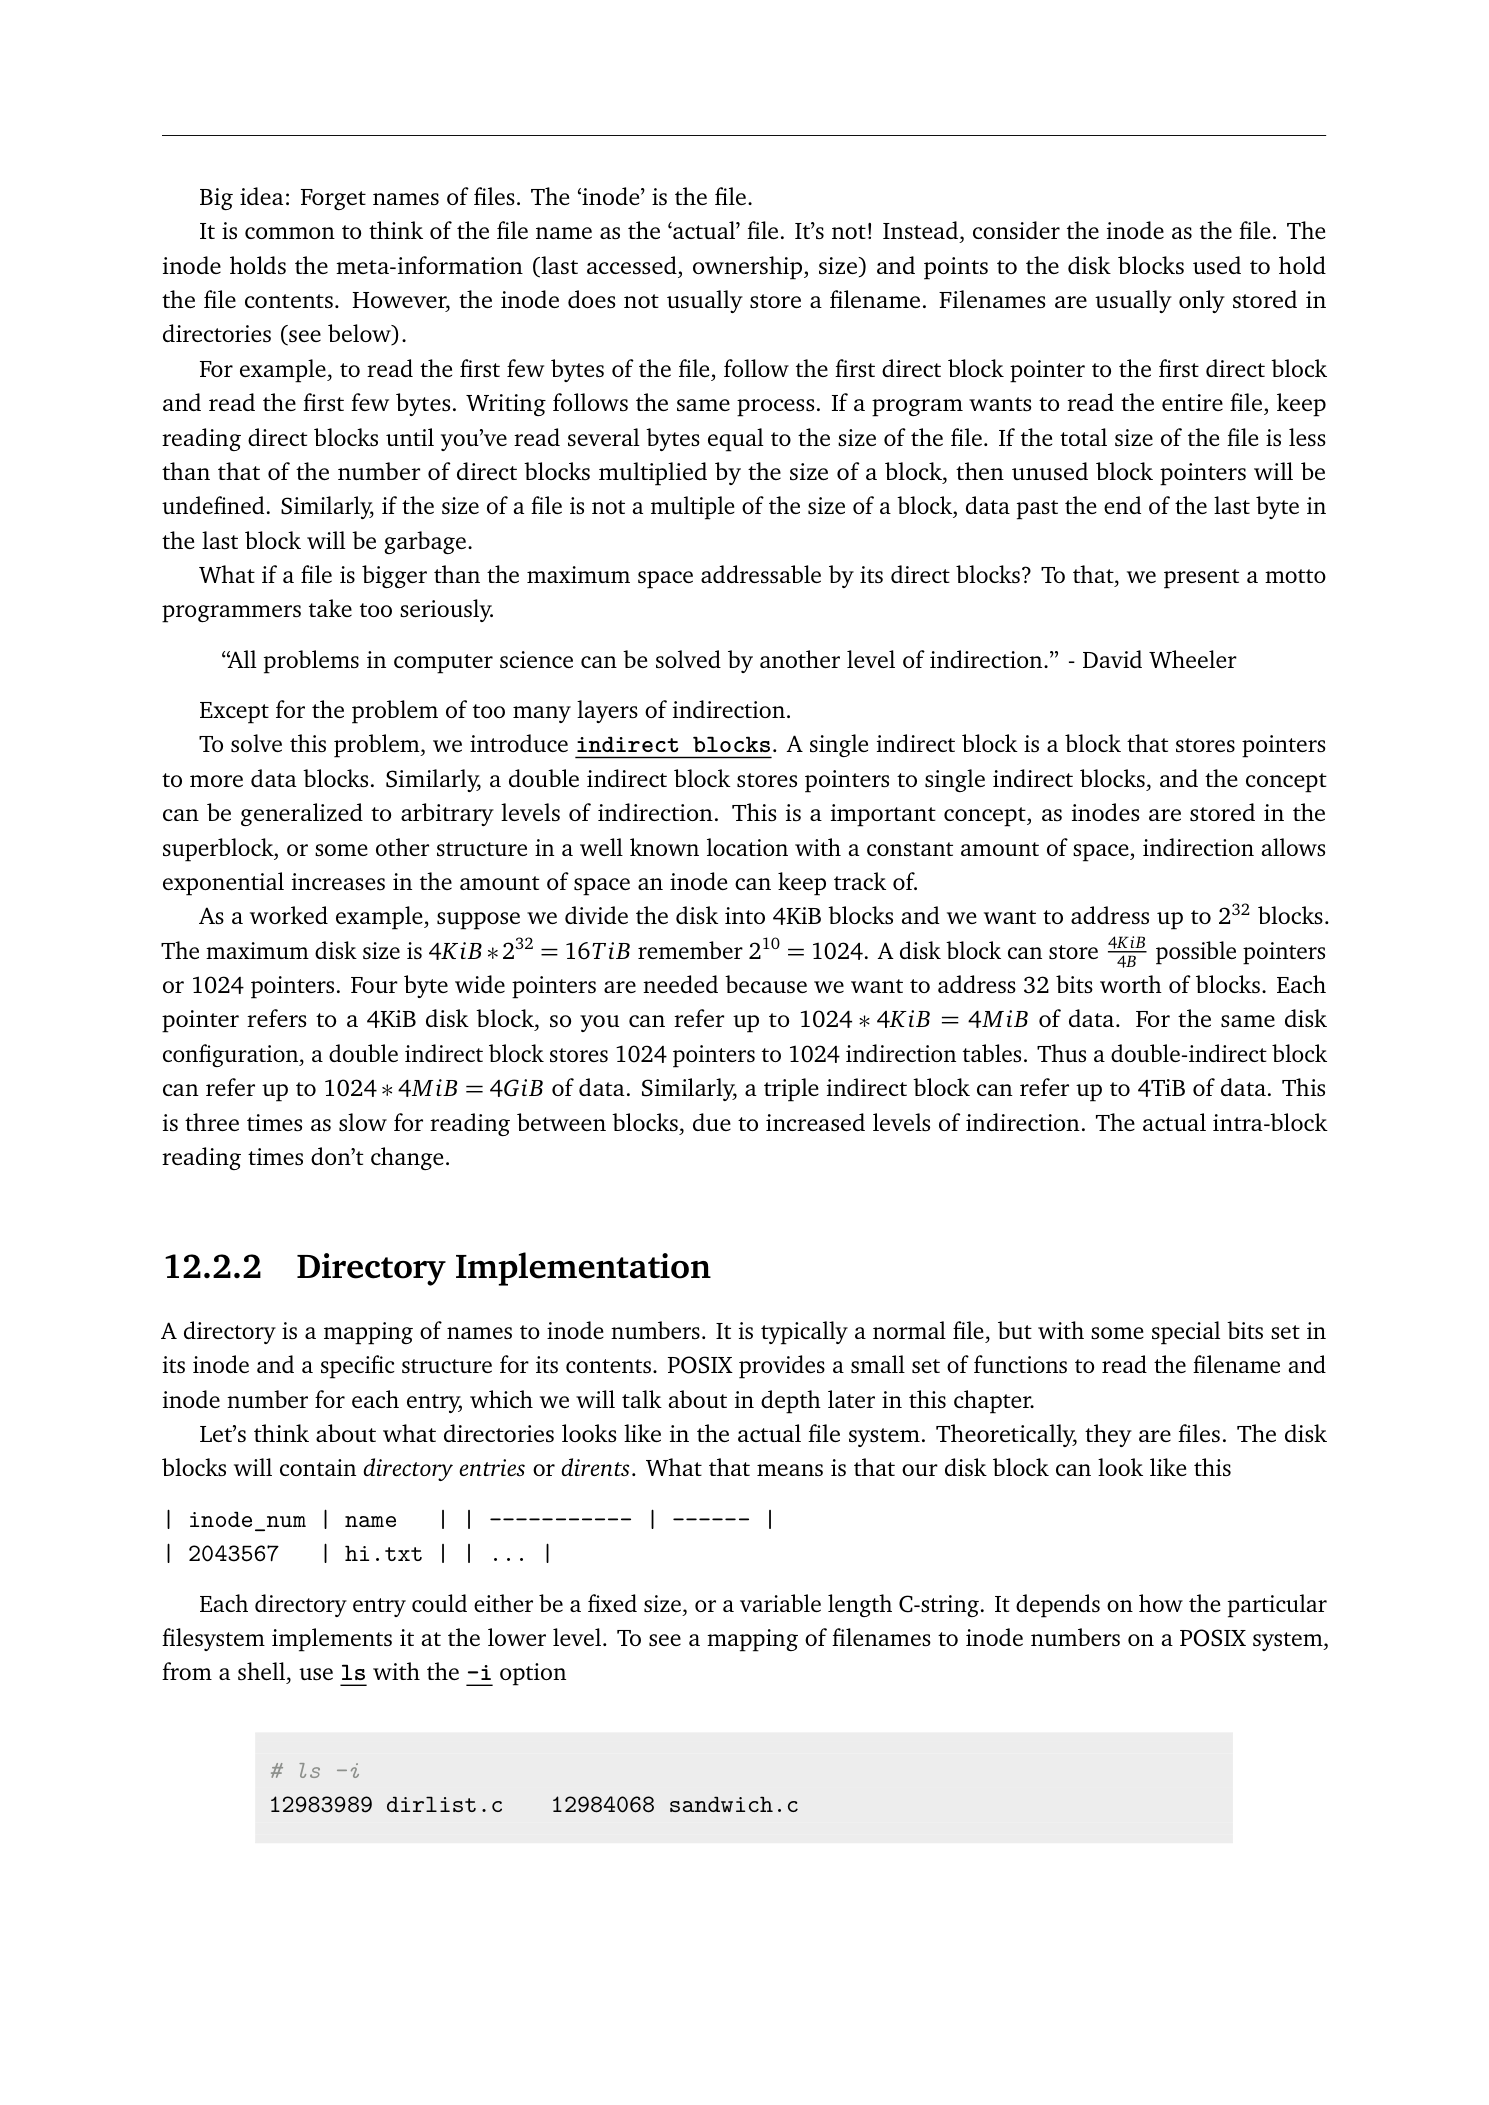 Big idea: Forget names of files. The ‘inode’ is the file.
It is common to think of the file name as the ‘actual’ file. It’s not! Instead, consider the inode as the file. The
inode holds the meta-information (last accessed, ownership, size) and points to the disk blocks used to hold
the file contents. However, the inode does not usually store a filename. Filenames are usually only stored in
directories (see below).
For example, to read the first few bytes of the file, follow the first direct block pointer to the first direct block
and read the first few bytes. Writing follows the same process. If a program wants to read the entire file, keep
reading direct blocks until you’ve read several bytes equal to the size of the file. If the total size of the file is less
than that of the number of direct blocks multiplied by the size of a block, then unused block pointers will be
undefined. Similarly, if the size of a file is not a multiple of the size of a block, data past the end of the last byte in
the last block will be garbage.
What if a file is bigger than the maximum space addressable by its direct blocks? To that, we present a motto
programmers take too seriously.
“All problems in computer science can be solved by another level of indirection.” - David Wheeler
Except for the problem of too many layers of indirection.
To solve this problem, we introduce indirect blocks. A single indirect block is a block that stores pointers
to more data blocks. Similarly, a double indirect block stores pointers to single indirect blocks, and the concept
can be generalized to arbitrary levels of indirection. This is a important concept, as inodes are stored in the
superblock, or some other structure in a well known location with a constant amount of space, indirection allows
exponential increases in the amount of space an inode can keep track of.
As a worked example, suppose we divide the disk into 4KiB blocks and we want to address up to 2^32 blocks.
The maximum disk size is 4KiB ∗ 2^32 = 16TiB remember 2^10 = 1024. A disk block can store 4KiB/4B possible pointers
or 1024 pointers. Four byte wide pointers are needed because we want to address 32 bits worth of blocks. Each
pointer refers to a 4KiB disk block, so you can refer up to 1024 ∗ 4KiB = 4MiB of data. For the same disk
configuration, a double indirect block stores 1024 pointers to 1024 indirection tables. Thus a double-indirect block
can refer up to 1024 ∗ 4MiB = 4GiB of data. Similarly, a triple indirect block can refer up to 4TiB of data. This
is three times as slow for reading between blocks, due to increased levels of indirection. The actual intra-block
reading times don’t change.
12.2.2 Directory Implementation
A directory is a mapping of names to inode numbers. It is typically a normal file, but with some special bits set in
its inode and a specific structure for its contents. POSIX provides a small set of functions to read the filename and
inode number for each entry, which we will talk about in depth later in this chapter.
Let’s think about what directories looks like in the actual file system. Theoretically, they are files. The disk
blocks will contain directory entries or dirents. What that means is that our disk block can look like this
| inode_num | name   | | ----------- | ------ |
| 2043567   | hi.txt | | ... |
Each directory entry could either be a fixed size, or a variable length C-string. It depends on how the particular
filesystem implements it at the lower level. To see a mapping of filenames to inode numbers on a POSIX system,
from a shell, use ls with the -i option
# ls -i
12983989 dirlist.c    12984068 sandwich.c